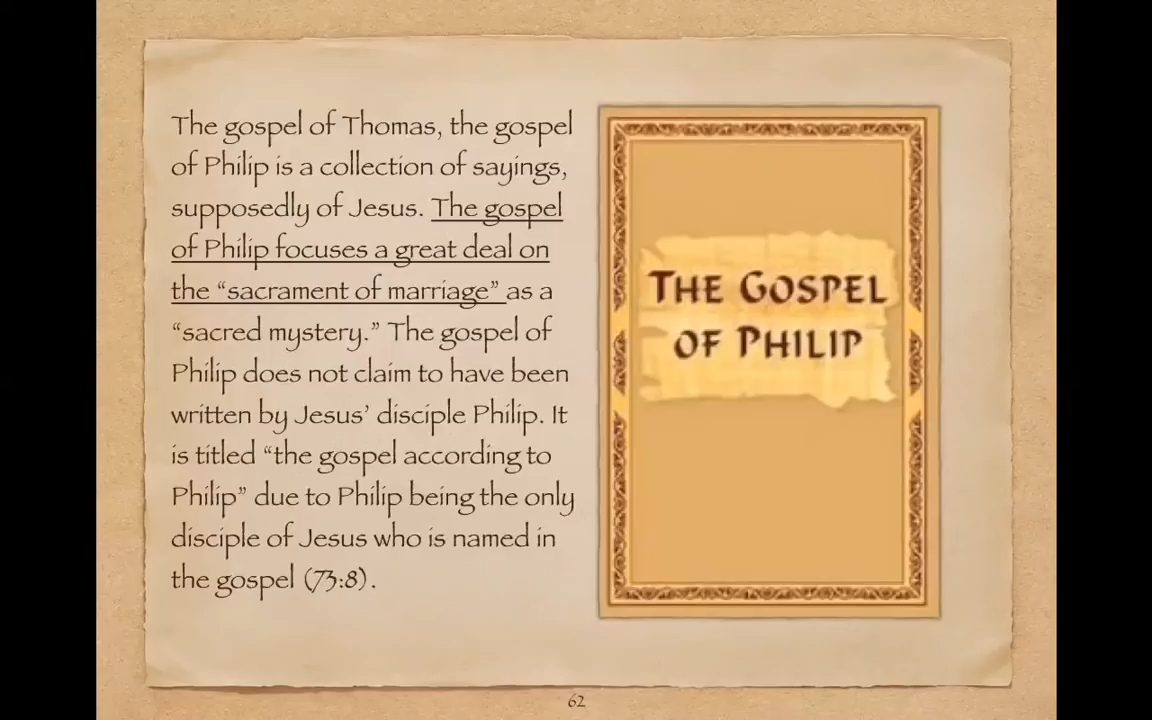 The gospel of Thomas, the gospel
of Philip is a collection of sayings,
supposedly of Jesus. The gospel
of Philip focuses a great deal on
the “sacrament of marriage” as a
“sacred mystery.” The gospel of
Philip does not claim to have been
written by Jesus’ disciple Philip. It
is titled “the gospel according to
Philip” due to Philip being the only
disciple of Jesus who is named in
the gospel (73:8).
THE GOSPEL
OF PHILIP
62